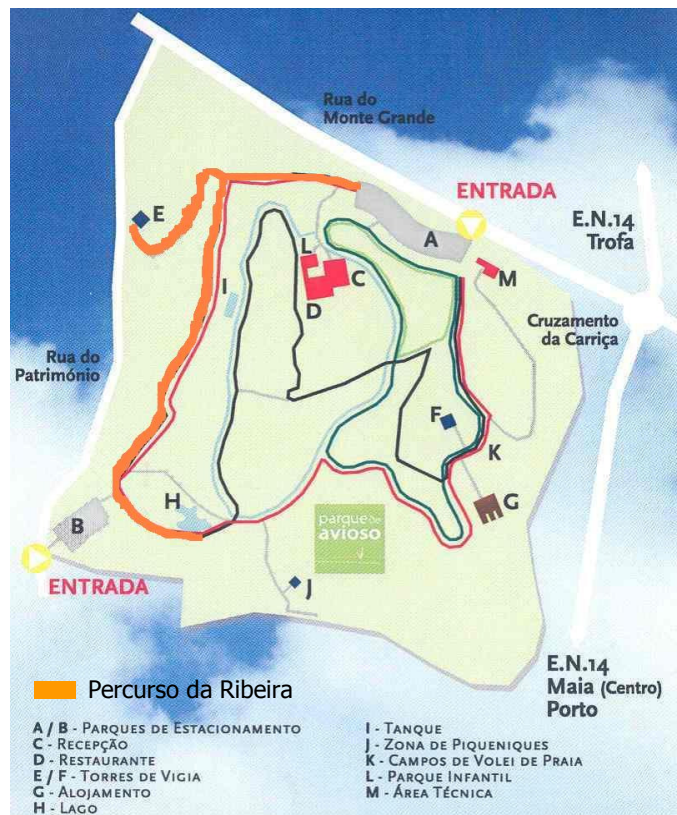 Rua do
Monte Grande
ENTRADA
E.N.14
Trofa
E
A
L
C
M
I
D
Cruzamento
da Carriça
Rua do
Património
F
K
H
G
B
parque de
avioso
ENTRADA
J
E.N.14
Maia (Centro)
Porto
Percurso da Ribeira
A / B - Parques de Estacionamento
C - Recepção
D - Restaurante
E / F - Torres de Vigia
G - Alojamento
H - Lago
I - Tanque
J - Zona de Piqueniques
K - Campos de Volei de Praia
L - Parque Infantil
M - Área Técnica